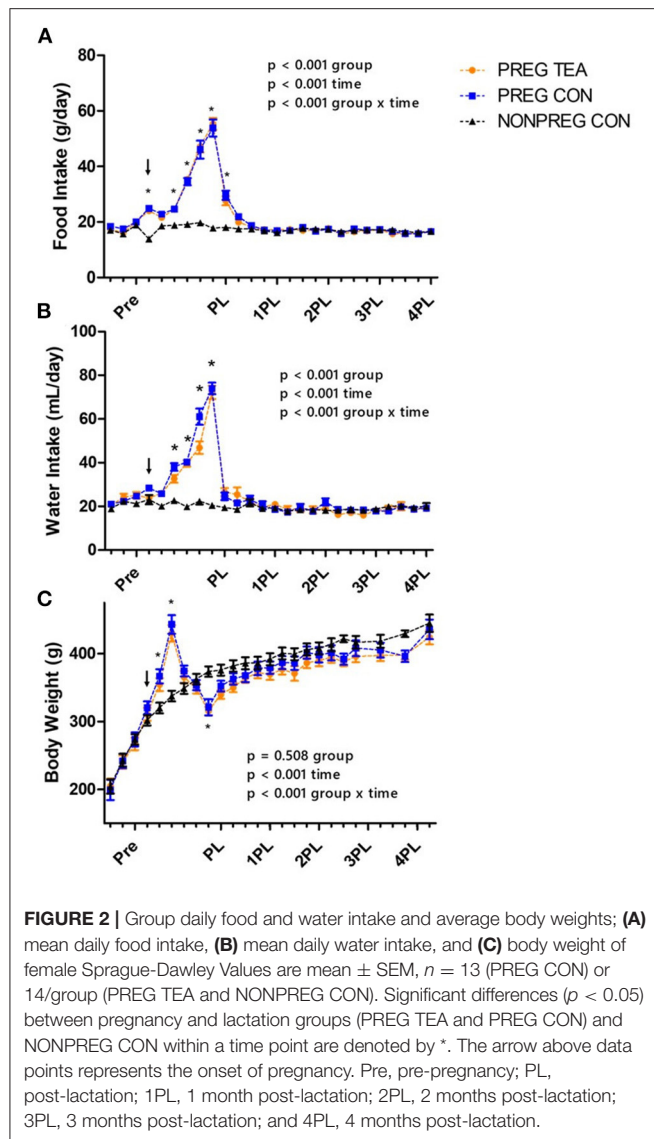 A
80
60
40
20
0
Food Intake (g/day)
p < 0.001 group
p < 0.001 time
p < 0.001 group x time
PREG TEA
PREG CON
NONPREG CON
* * * * * * *
Pre PL 1PL 2PL 3PL 4PL
B
100
80
60
40
20
0
Water Intake (mL/day)
p < 0.001 group
p < 0.001 time
p < 0.001 group x time
* * * *
Pre PL 1PL 2PL 3PL 4PL
C
400
300
200
Body Weight (g)
* * *
p = 0.508 group
p < 0.001 time
p < 0.001 group x time
Pre PL 1PL 2PL 3PL 4PL
FIGURE 2 | Group daily food and water intake and average body weights; (A)
mean daily food intake, (B) mean daily water intake, and (C) body weight of
female Sprague-Dawley Values are mean ± SEM, n = 13 (PREG CON) or
14/group (PREG TEA and NONPREG CON). Significant differences (p < 0.05)
between pregnancy and lactation groups (PREG TEA and PREG CON) and
NONPREG CON within a time point are denoted by *. The arrow above data
points represents the onset of pregnancy. Pre, pre-pregnancy; PL,
post-lactation; 1PL, 1 month post-lactation; 2PL, 2 months post-lactation;
3PL, 3 months post-lactation; and 4PL, 4 months post-lactation.